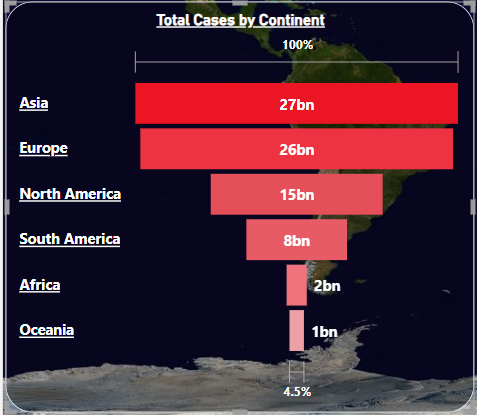 Total Cases by Continent
100%
Asia 27bn
Europe 26bn
North America 15bn
South America 8bn
Africa 2bn
Oceania 1bn
4.5%